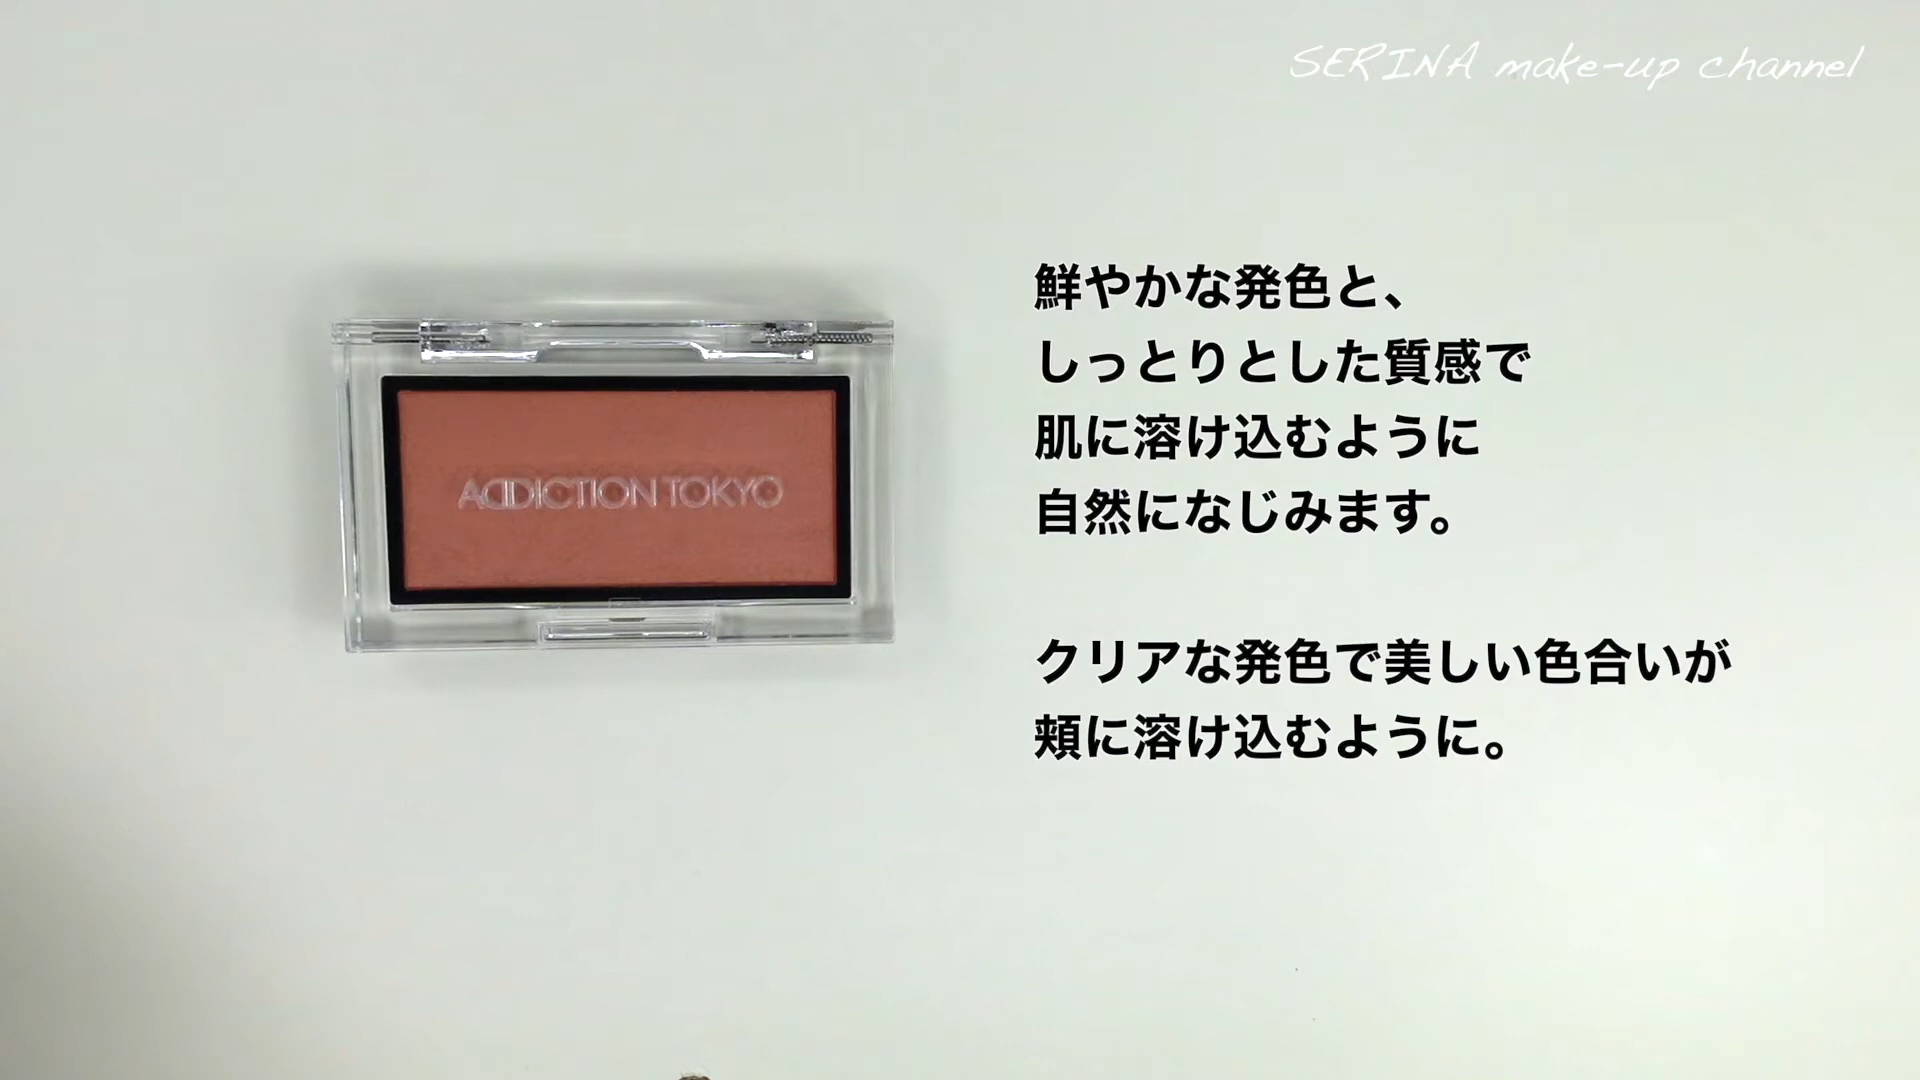 SERINA make-up channel
ADDICTION TOKYO
鮮やかな発色と、
しっとりとした質感で
肌に溶け込むように
自然になじみます。
クリアな発色で美しい色合いが
頬に溶け込むように。